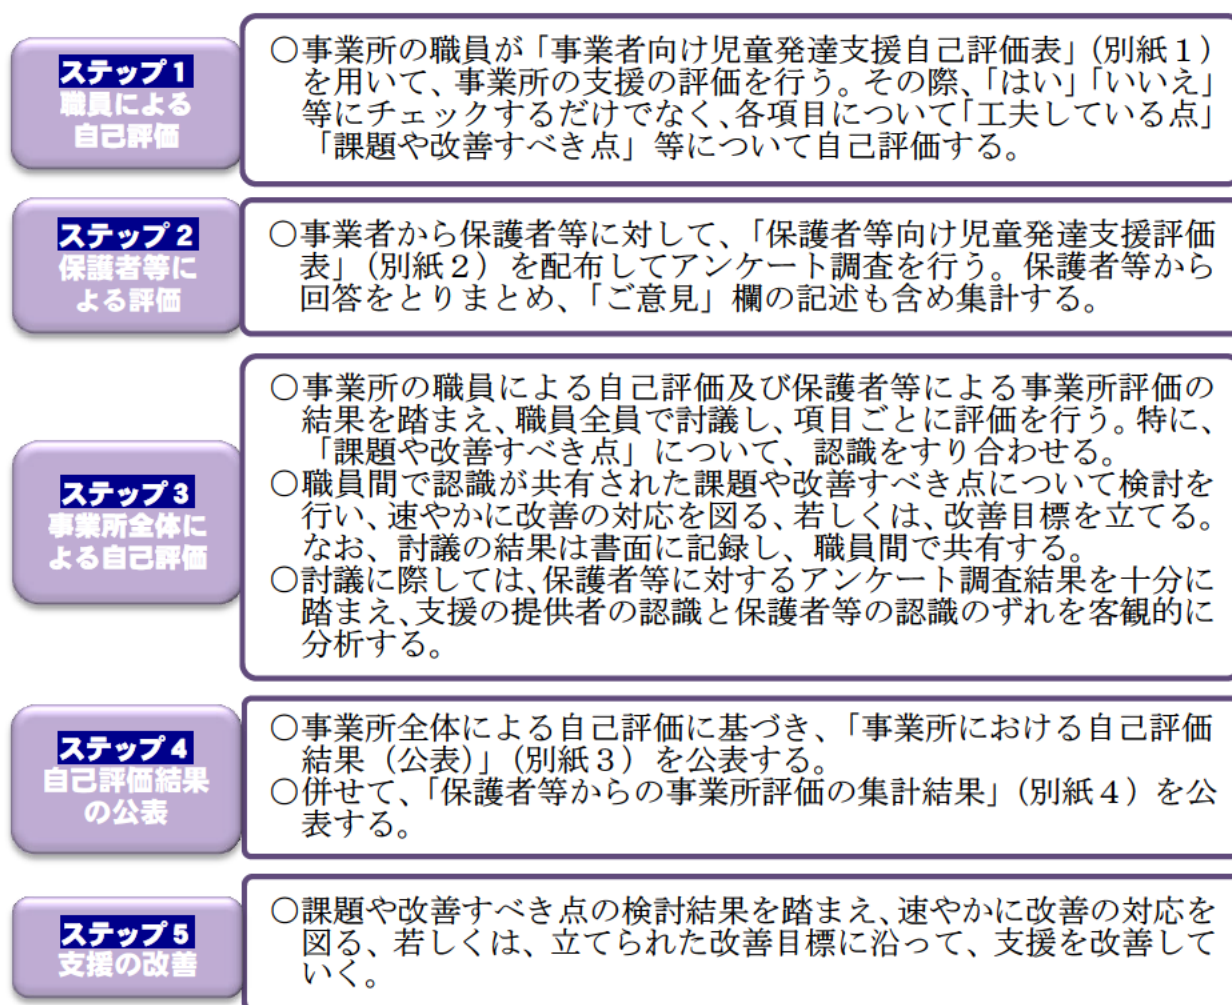 ステップ1
職員による
自己評価
○事業所の職員が「事業者向け児童発達支援自己評価表」(別紙1)
を用いて、事業所の支援の評価を行う。その際、「はい」「いいえ」
等にチェックするだけでなく、各項目について「工夫している点」
「課題や改善すべき点」等について自己評価する。
ステップ2
保護者等に
よる評価
○事業者から保護者等に対して、「保護者等向け児童発達支援評価
表」(別紙2)を配布してアンケート調査を行う。保護者等から
回答をとりまとめ、「ご意見」欄の記述も含め集計する。
ステップ3
事業所全体に
よる自己評価
○事業所の職員による自己評価及び保護者等による事業所評価の
結果を踏まえ、職員全員で討議し、項目ごとに評価を行う。特に、
「課題や改善すべき点」について、認識をすり合わせる。
○職員間で認識が共有された課題や改善すべき点について検討を
行い、速やかに改善の対応を図る、若しくは、改善目標を立てる。
なお、討議の結果は書面に記録し、職員間で共有する。
○討議に際しては、保護者等に対するアンケート調査結果を十分に
踏まえ、支援の提供者の認識と保護者等の認識のずれを客観的に
分析する。
ステップ4
自己評価結果
の公表
○事業所全体による自己評価に基づき、「事業所における自己評価
結果(公表)」(別紙3)を公表する。
○併せて、「保護者等からの事業所評価の集計結果」(別紙4)を公
表する。
ステップ5
支援の改善
○課題や改善すべき点の検討結果を踏まえ、速やかに改善の対応を
図る、若しくは、立てられた改善目標に沿って、支援を改善して
いく。